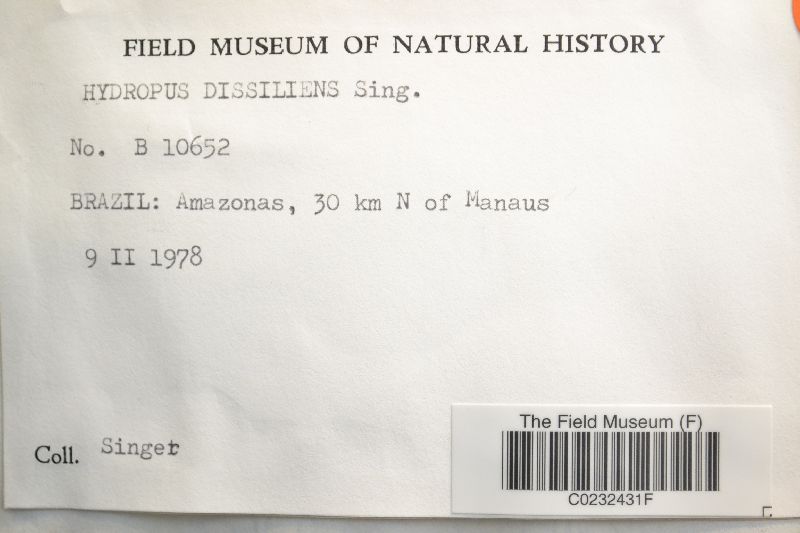 FIELD MUSEUM OF NATURAL HISTORY
HYDROPUS DISSILIENS Sing.
No. B 10652
BRAZIL: Amazonas, 30 km N of Manaus
9 II 1978
Coll. Singer
The Field Museum (F)
C0232431F